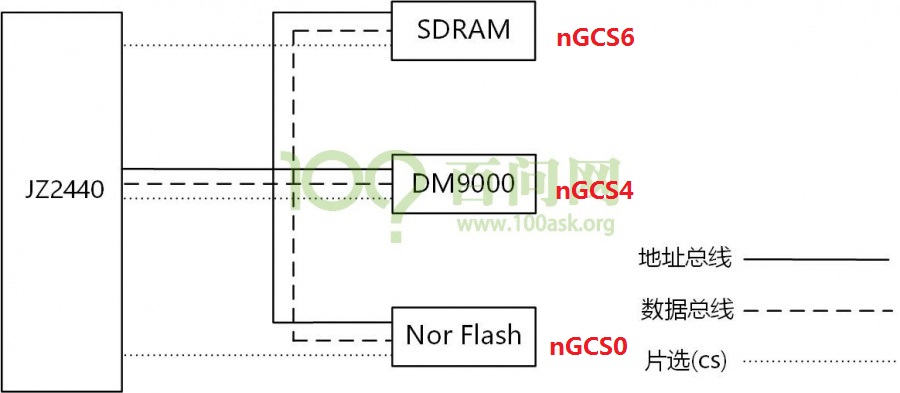 SDRAM nGCS6
JZ2440
DM9000 nGCS4
100? 百问网
www.100ask.org
地址总线
数据总线
Nor Flash nGCS0
片选(cs)